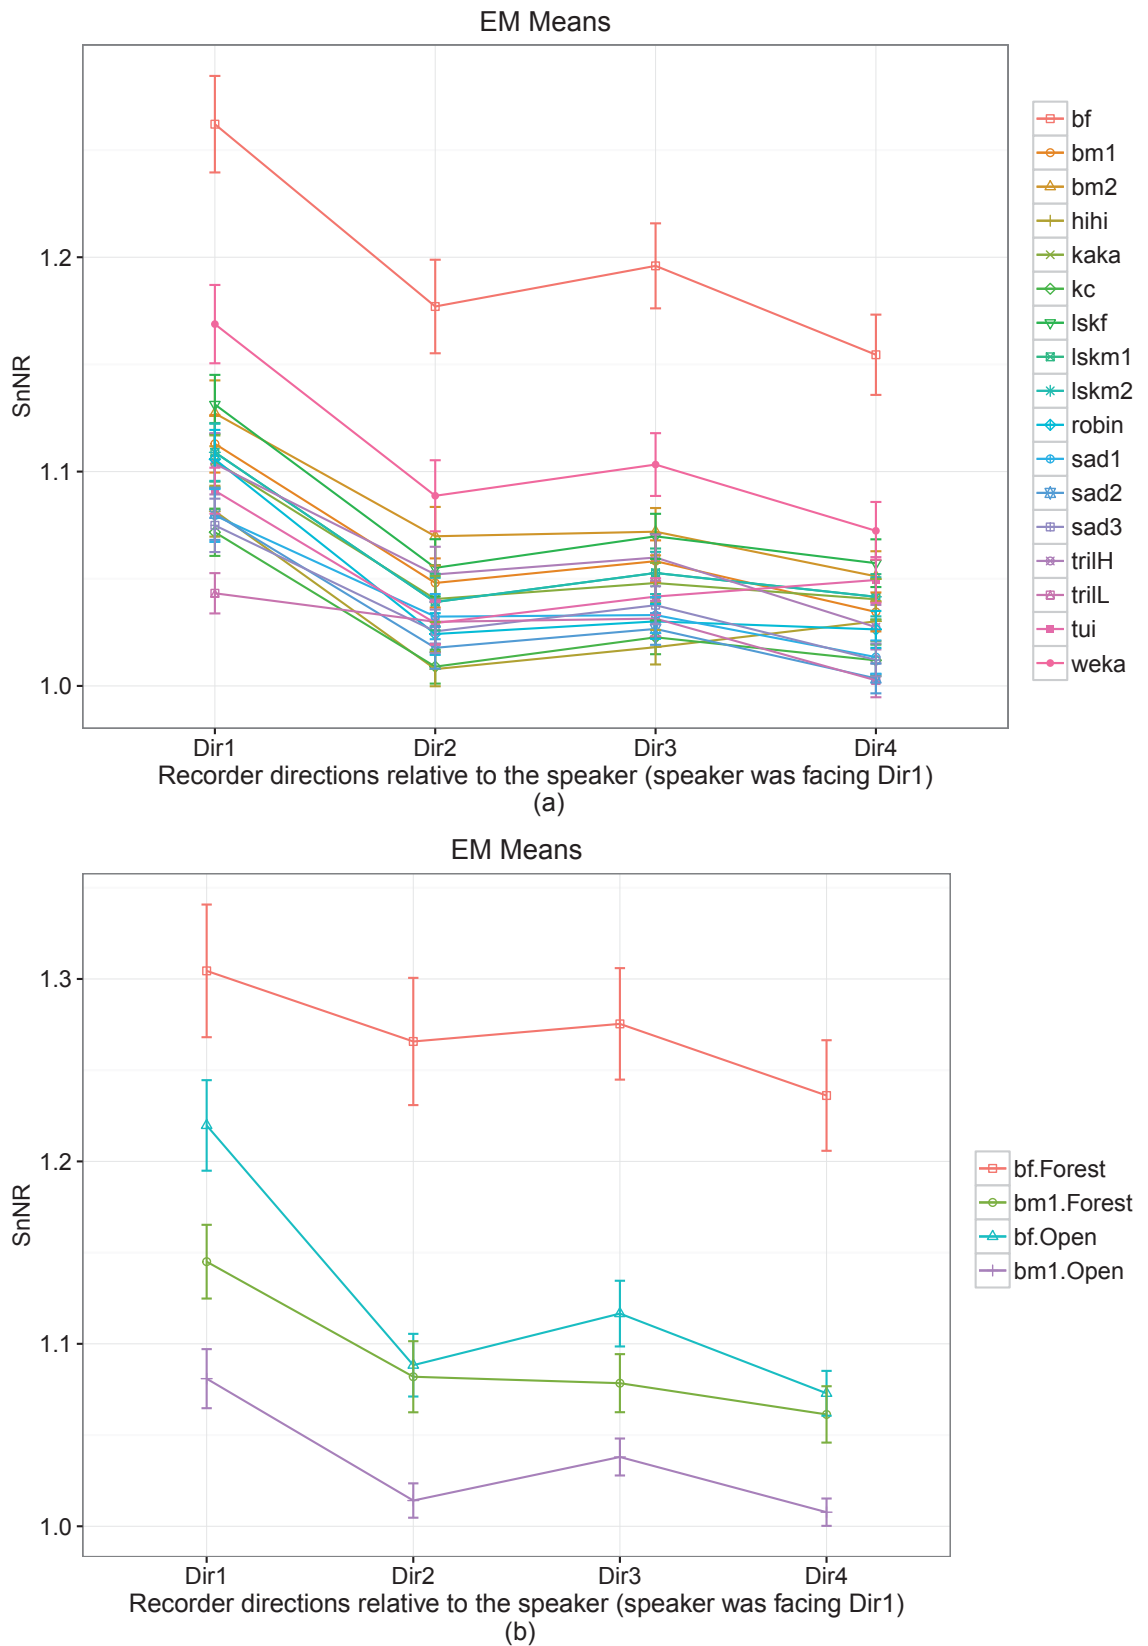 EM Means
SnNR
1.2
1.1
1.0
Dir1 Dir2 Dir3 Dir4
Recorder directions relative to the speaker (speaker was facing Dir1)
(a)
bf
bm1
bm2
hihi
kaka
kc
lskf
lskm1
lskm2
robin
sad1
sad2
sad3
trilH
trilL
tui
weka
EM Means
SnNR
1.3
1.2
1.1
1.0
Dir1 Dir2 Dir3 Dir4
Recorder directions relative to the speaker (speaker was facing Dir1)
(b)
bf.Forest
bm1.Forest
bf.Open
bm1.Open